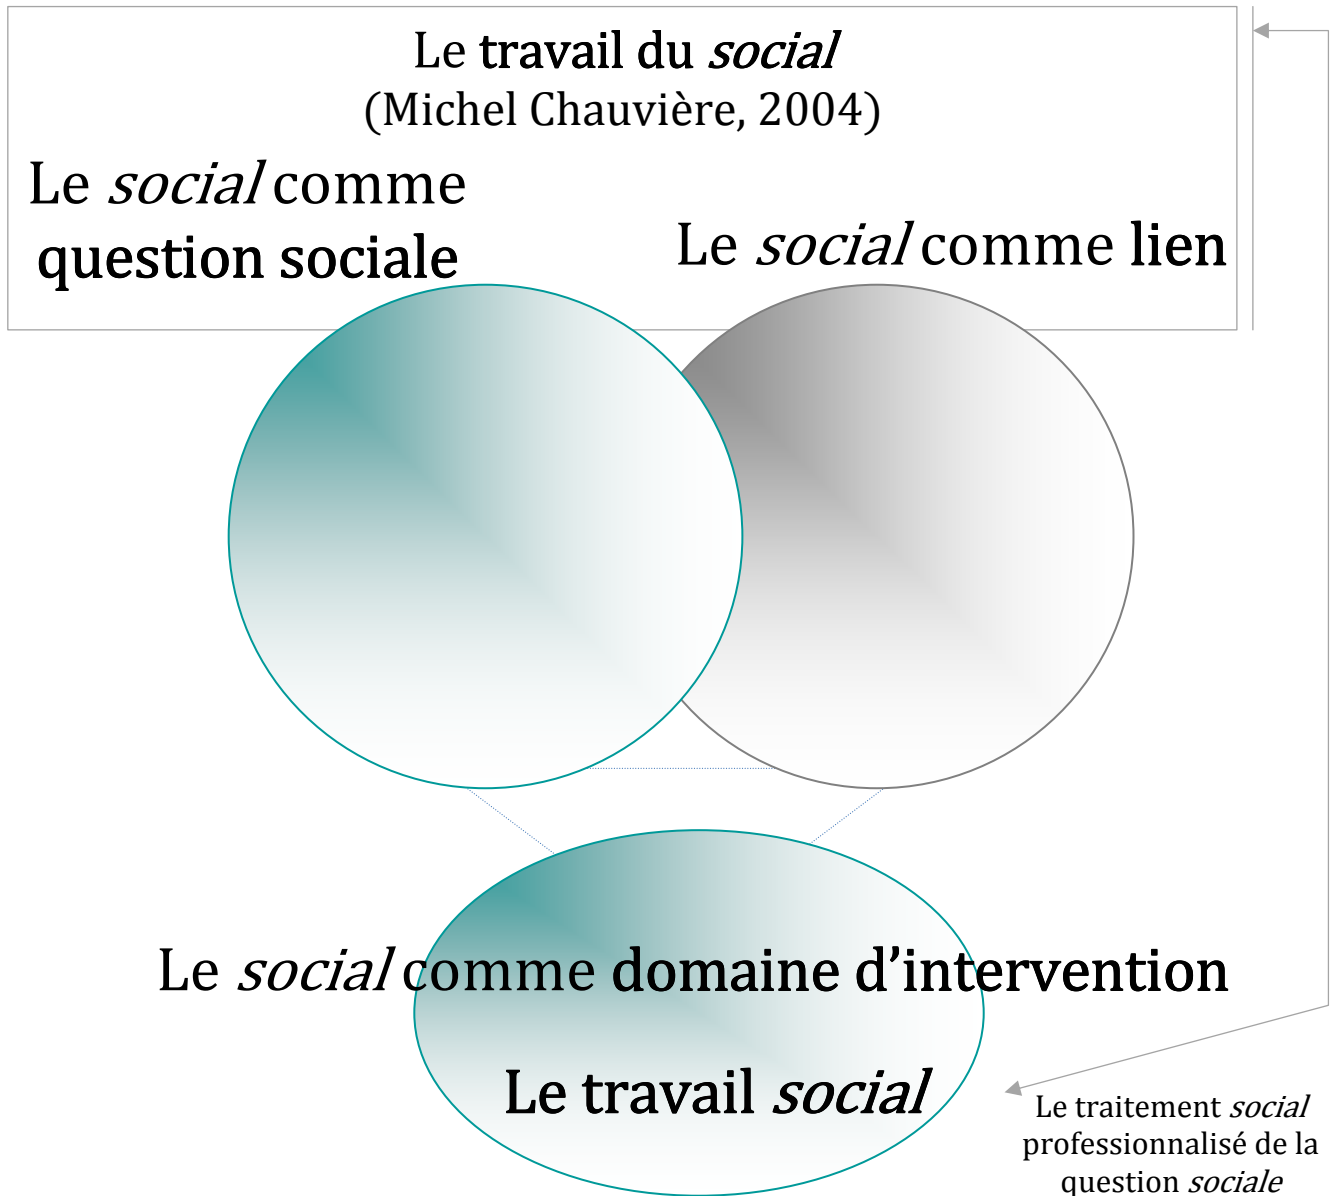 Le travail du social
(Michel Chauvière, 2004)
Le social comme
question sociale
Le social comme lien
Le social comme domaine d’intervention
Le travail social
Le traitement social
professionnalisé de la
question sociale